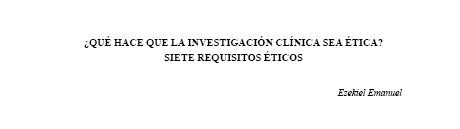 ¿QUÉ HACE QUE LA INVESTIGACIÓN CLÍNICA SEA ÉTICA?
SIETE REQUISITOS ÉTICOS
Ezekiel Emanuel